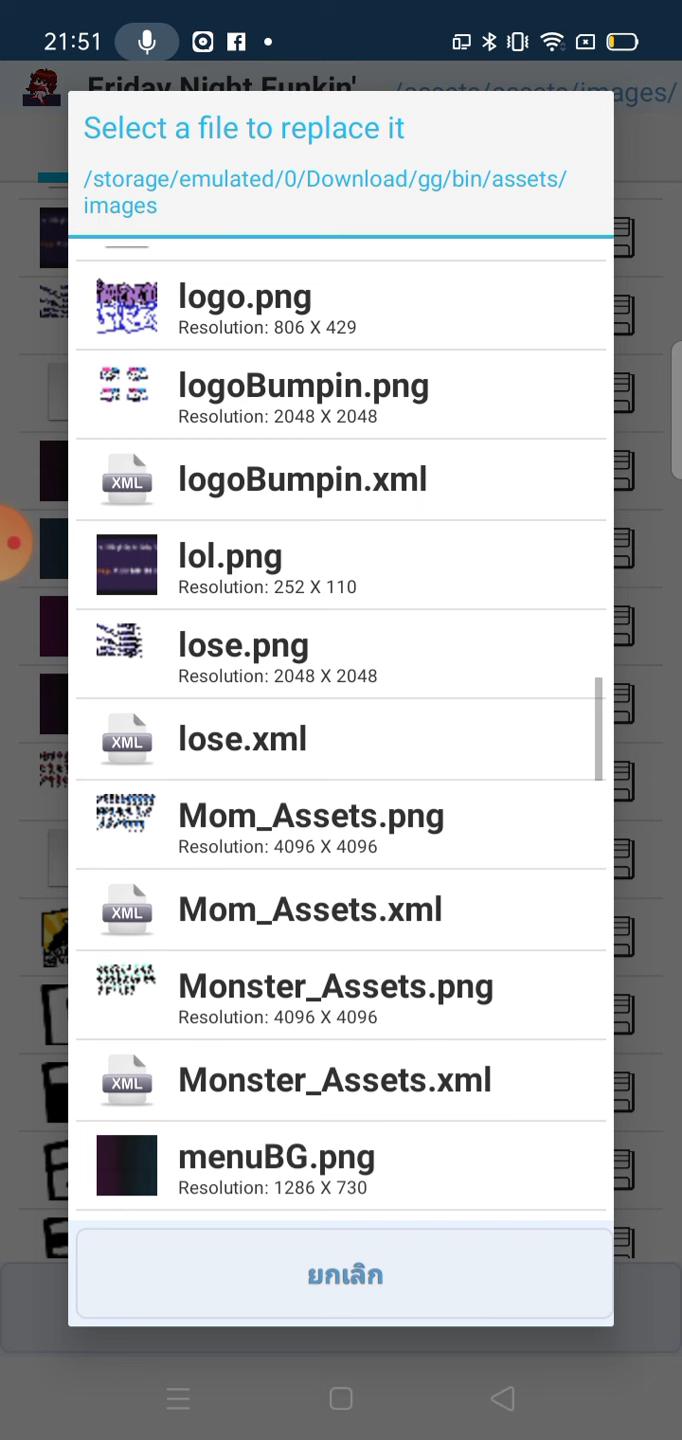 21:51
Friday Night Funkin'
/assets/assets/images/
Select a file to replace it
/storage/emulated/0/Download/gg/bin/assets/
images
logo.png
Resolution: 806 X 429
logoBumpin.png
Resolution: 2048 X 2048
XML
logoBumpin.xml
lol.png
Resolution: 252 X 110
lose.png
Resolution: 2048 X 2048
XML
lose.xml
Mom_Assets.png
Resolution: 4096 X 4096
XML
Mom_Assets.xml
Monster_Assets.png
Resolution: 4096 X 4096
XML
Monster_Assets.xml
menuBG.png
Resolution: 1286 X 730
ยกเลิก